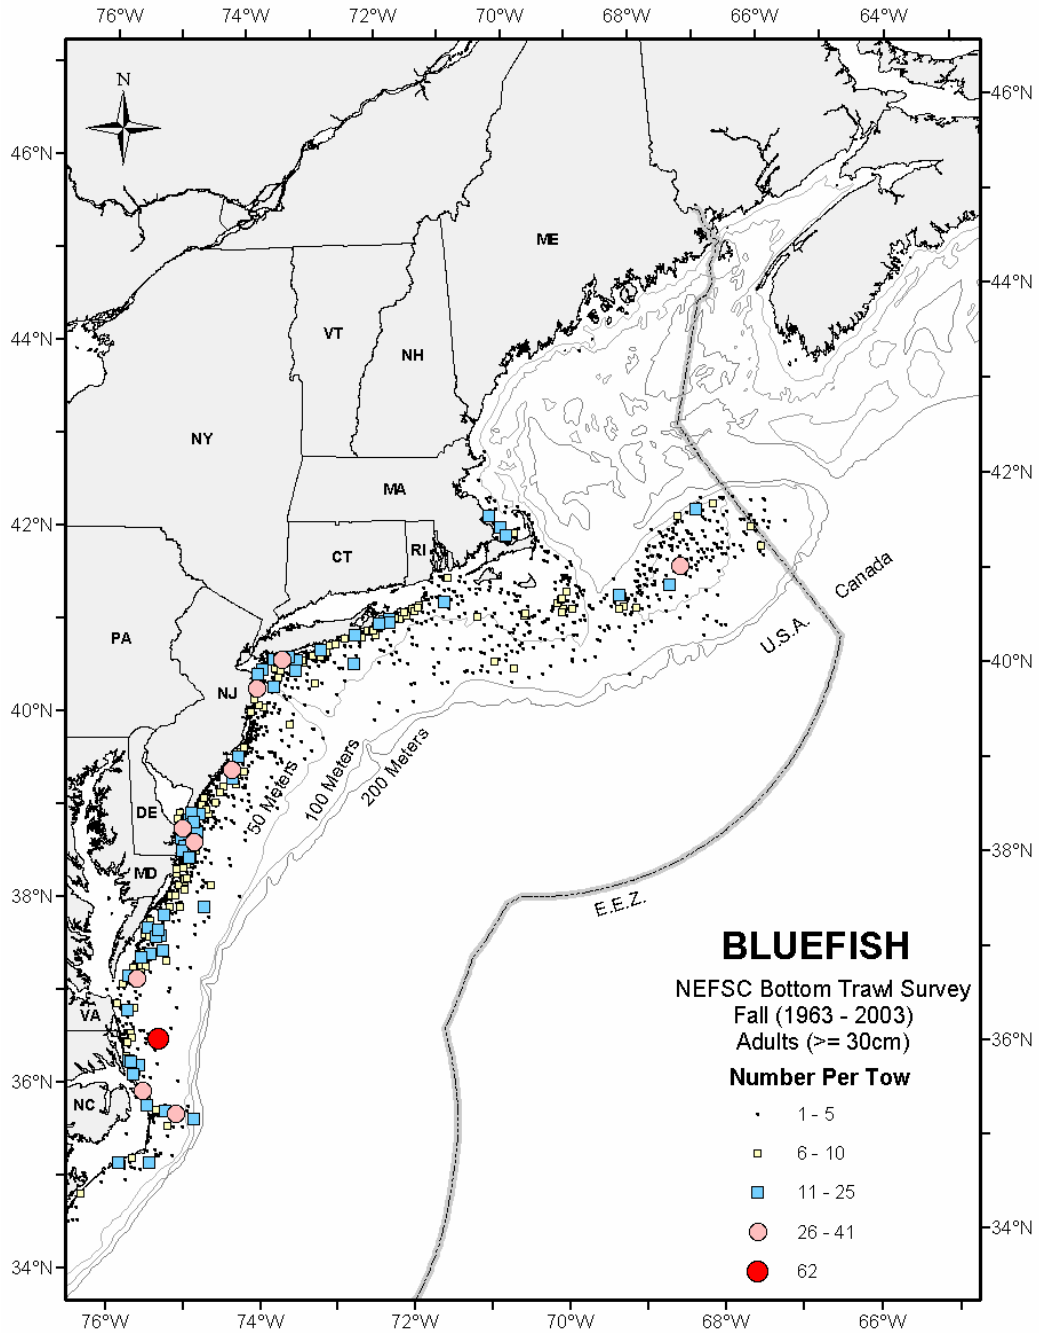 76°W 74°W 72°W 70°W 68°W 66°W 64°W
N
46°N
46°N
ME
44°N
44°N
VT
NH
NY
42°N
MA
42°N
CT
RI
Canada
PA
U.S.A.
40°N
NJ
40°N
50 Meters
100 Meters
200 Meters
DE
38°N
MD
38°N
E.E.Z.
BLUEFISH
NEFSC Bottom Trawl Survey
Fall (1963 - 2003)
Adults (>= 30cm)
Number Per Tow
VA
36°N
36°N
NC
1 - 5
6 - 10
11 - 25
26 - 41
62
34°N
34°N
76°W 74°W 72°W 70°W 68°W 66°W